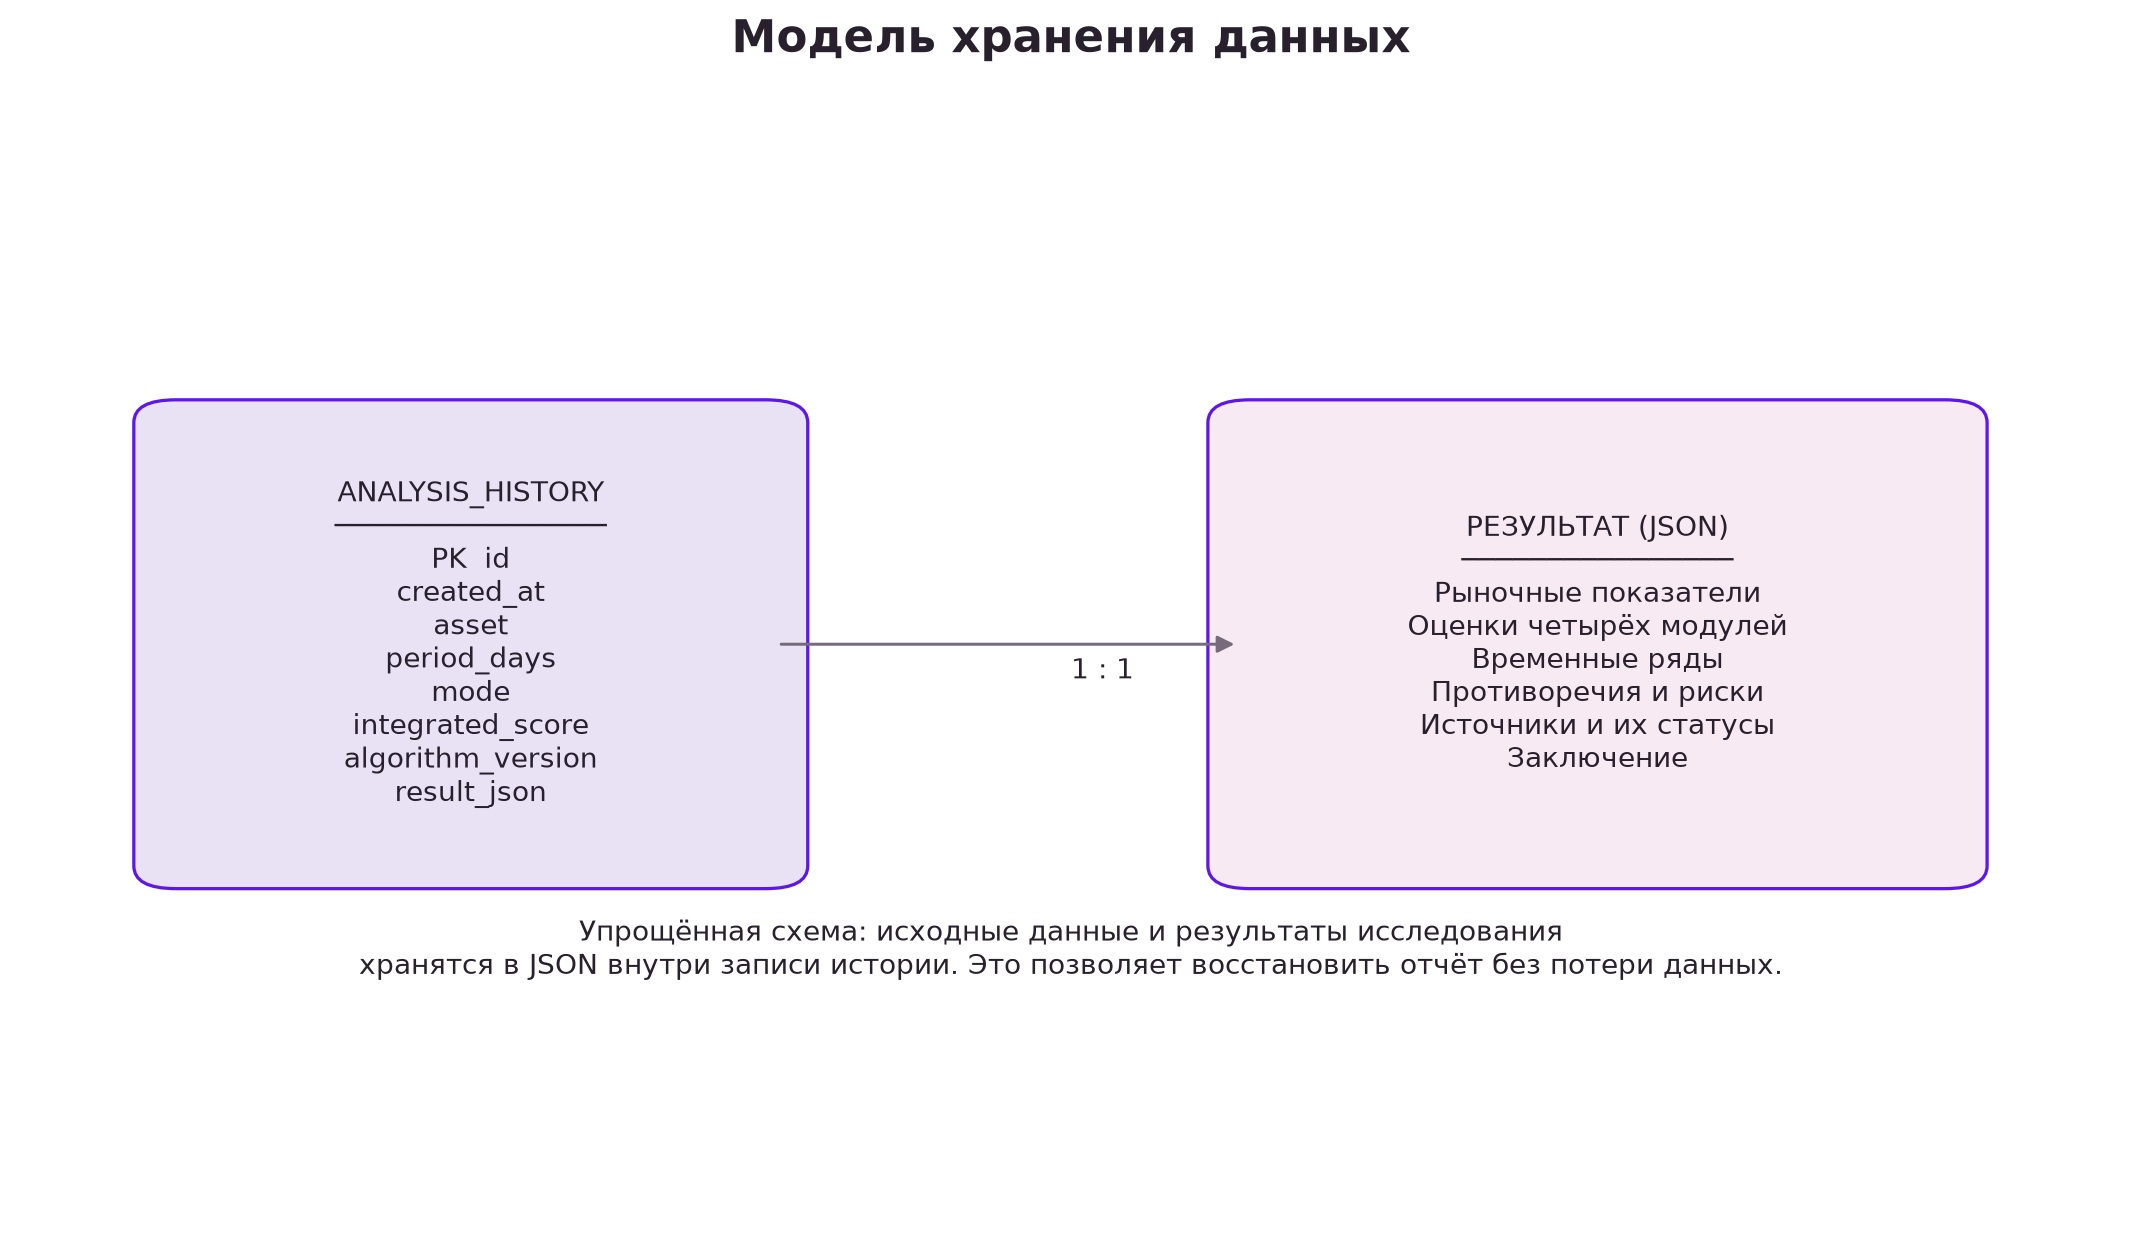 Модель хранения данных
ANALYSIS_HISTORY
PK  id
created_at
asset
period_days
mode
integrated_score
algorithm_version
result_json
1 : 1
РЕЗУЛЬТАТ (JSON)
Рыночные показатели
Оценки четырёх модулей
Временные ряды
Противоречия и риски
Источники и их статусы
Заключение
Упрощённая схема: исходные данные и результаты исследования
хранятся в JSON внутри записи истории. Это позволяет восстановить отчёт без потери данных.